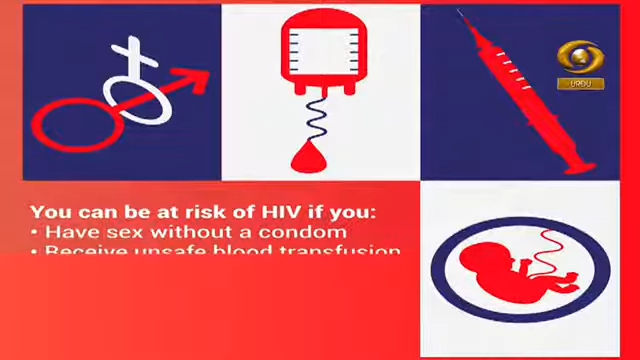 URDU
You can be at risk of HIV if you:
• Have sex without a condom
• Receive unsafe blood transfusion